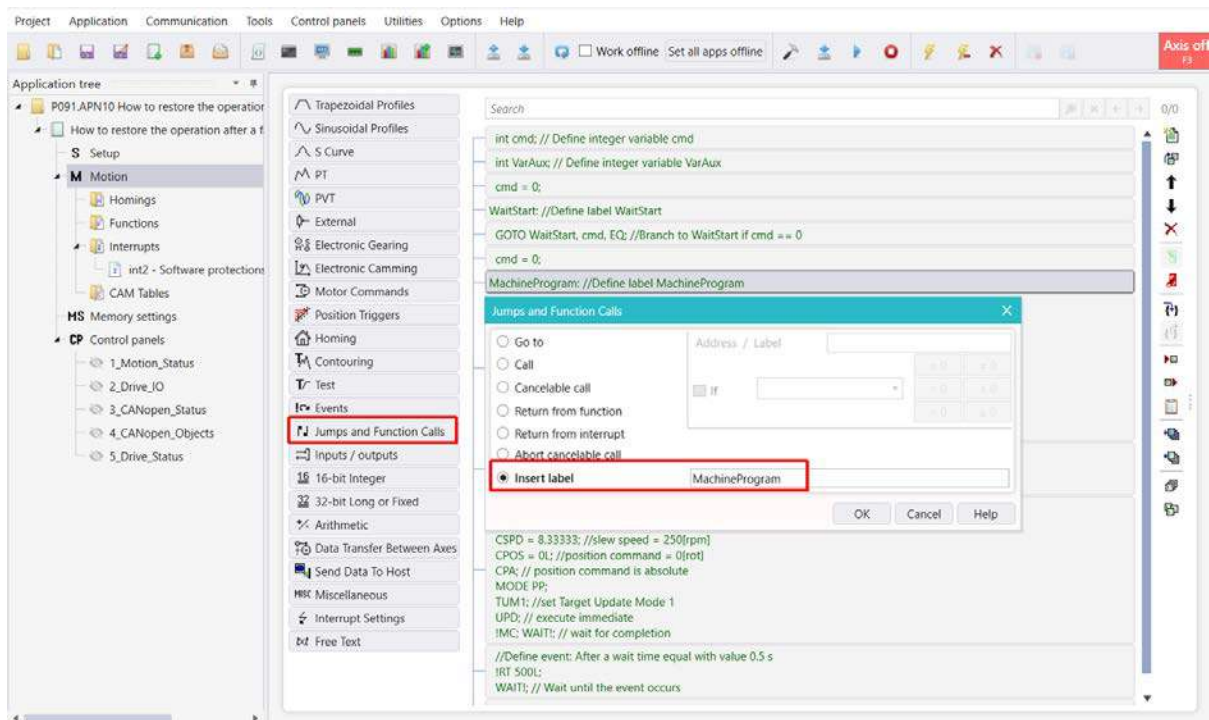 Project Application Communication Tools Control panels Utilities Options Help
Work offline Set all apps offline
Axis off
F3
Application tree
P091.APN10 How to restore the operation
How to restore the operation after a f
S Setup
M Motion
Homings
Functions
Interrupts
int2 - Software protections
CAM Tables
MS Memory settings
CP Control panels
1_Motion_Status
2_Drive_IO
3_CANopen_Status
4_CANopen_Objects
5_Drive_Status
Trapezoidal Profiles
Sinusoidal Profiles
S Curve
PT
PVT
External
Electronic Gearing
Electronic Camming
Motor Commands
Position Triggers
Homing
Contouring
Test
Events
Jumps and Function Calls
Inputs / outputs
16 16-bit Integer
32 32-bit Long or Fixed
Arithmetic
Data Transfer Between Axes
Send Data To Host
MISC Miscellaneous
Interrupt Settings
txt Free Text
Search
0/0
int cmd; // Define integer variable cmd
int VarAux; // Define integer variable VarAux
cmd = 0;
WaitStart: //Define label WaitStart
GOTO WaitStart, cmd, EQ; //Branch to WaitStart if cmd == 0
cmd = 0;
MachineProgram: //Define label MachineProgram
Jumps and Function Calls
Go to
Call
Cancelable call
Return from function
Return from interrupt
Abort cancelable call
Insert label MachineProgram
Address / Label
If
OK Cancel Help
CSPD = 8.33333; //slew speed = 250[rpm]
CPOS = 0L; //position command = 0[rot]
CPA; // position command is absolute
MODE PP;
TUM1; //set Target Update Mode 1
UPD; // execute immediate
!MC; WAIT!; // wait for completion
//Define event: After a wait time equal with value 0.5 s
!RT 500L;
WAIT!; // Wait until the event occurs